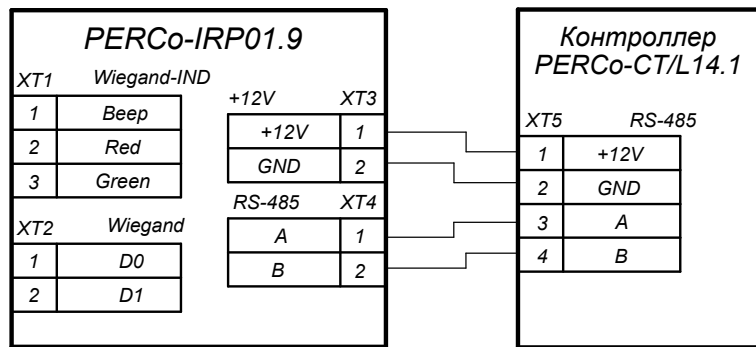 PERCo-IRP01.9
XT1 Wiegand-IND
1 Beep
2 Red
3 Green
XT2 Wiegand
1 D0
2 D1
+12V XT3
+12V 1
GND 2
RS-485 XT4
A 1
B 2
Контроллер
PERCo-CT/L14.1
XT5 RS-485
1 +12V
2 GND
3 A
4 B